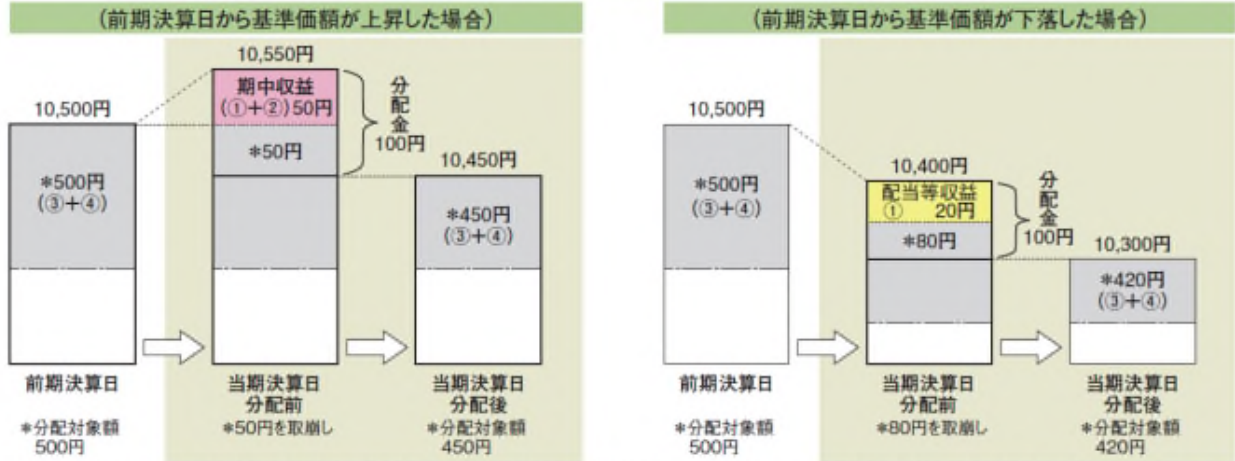 (前期決算日から基準価額が上昇した場合)
10,500円
*500円
(③+④)
前期決算日
*分配対象額
500円
10,550円
期中収益
(①+②)50円
*50円
分配金
100円
当期決算日
分配前
*50円を取崩し
10,450円
*450円
(③+④)
当期決算日
分配後
*分配対象額
450円
(前期決算日から基準価額が下落した場合)
10,500円
*500円
(③+④)
前期決算日
*分配対象額
500円
10,400円
配当等収益
① 20円
*80円
分配金
100円
当期決算日
分配前
*80円を取崩し
10,300円
*420円
(③+④)
当期決算日
分配後
*分配対象額
420円